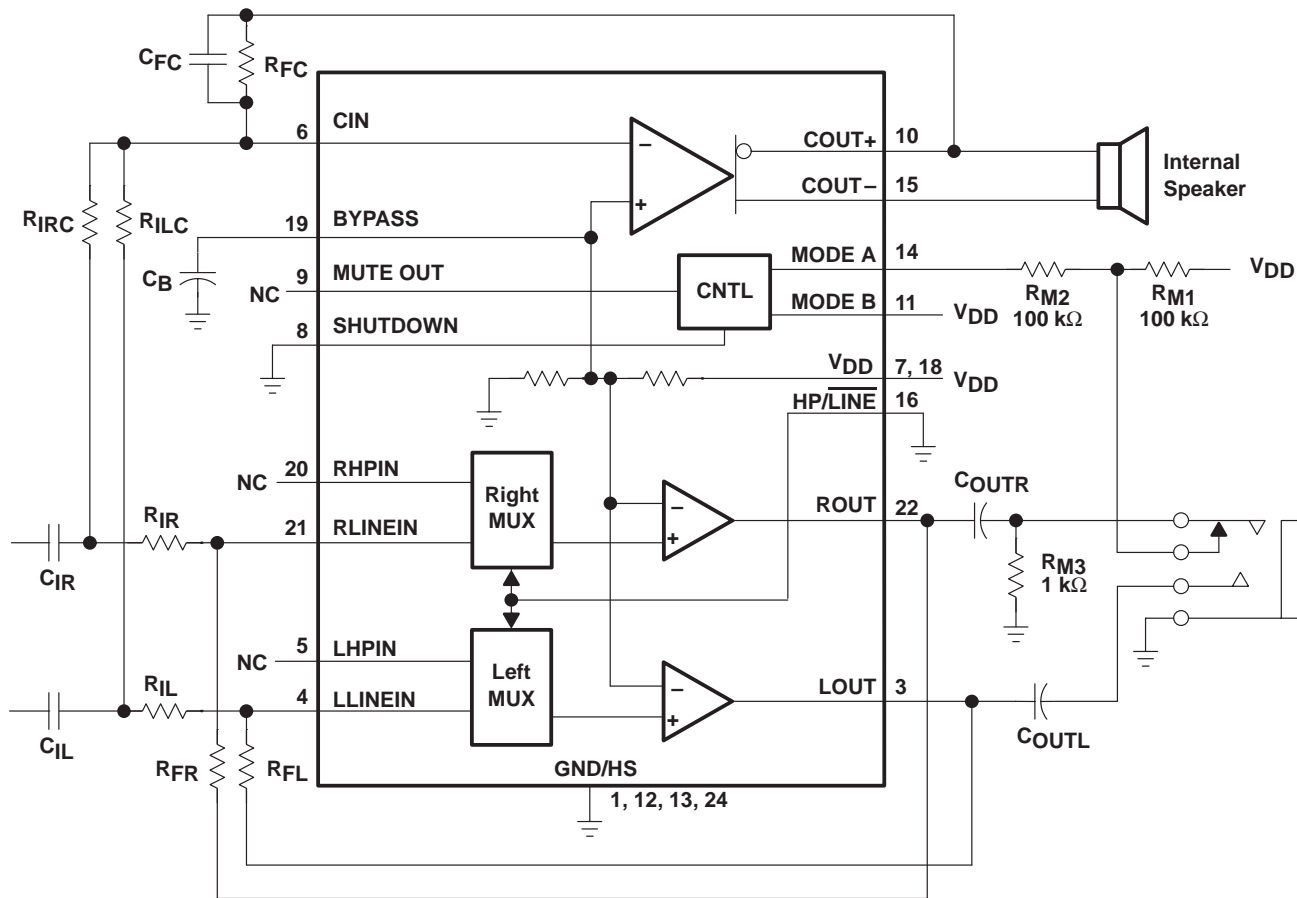 CFC
RFC
6
CIN
−
+
COUT+
10
COUT−
15
Internal
Speaker
RIRC
RILC
19
BYPASS
CB
NC
9
MUTE OUT
8
SHUTDOWN
CNTL
MODE A
14
MODE B
11
VDD
RM2
100 kΩ
RM1
100 kΩ
VDD
VDD
7, 18
VDD
HP/LINE
16
NC
20
RHPIN
Right
MUX
−
+
ROUT
22
COUTR
RIR
21
RLINEIN
CIR
RM3
1 kΩ
NC
5
LHPIN
Left
MUX
−
+
LOUT
3
COUTL
RIL
4
LLINEIN
CIL
RFR
RFL
GND/HS
1, 12, 13, 24